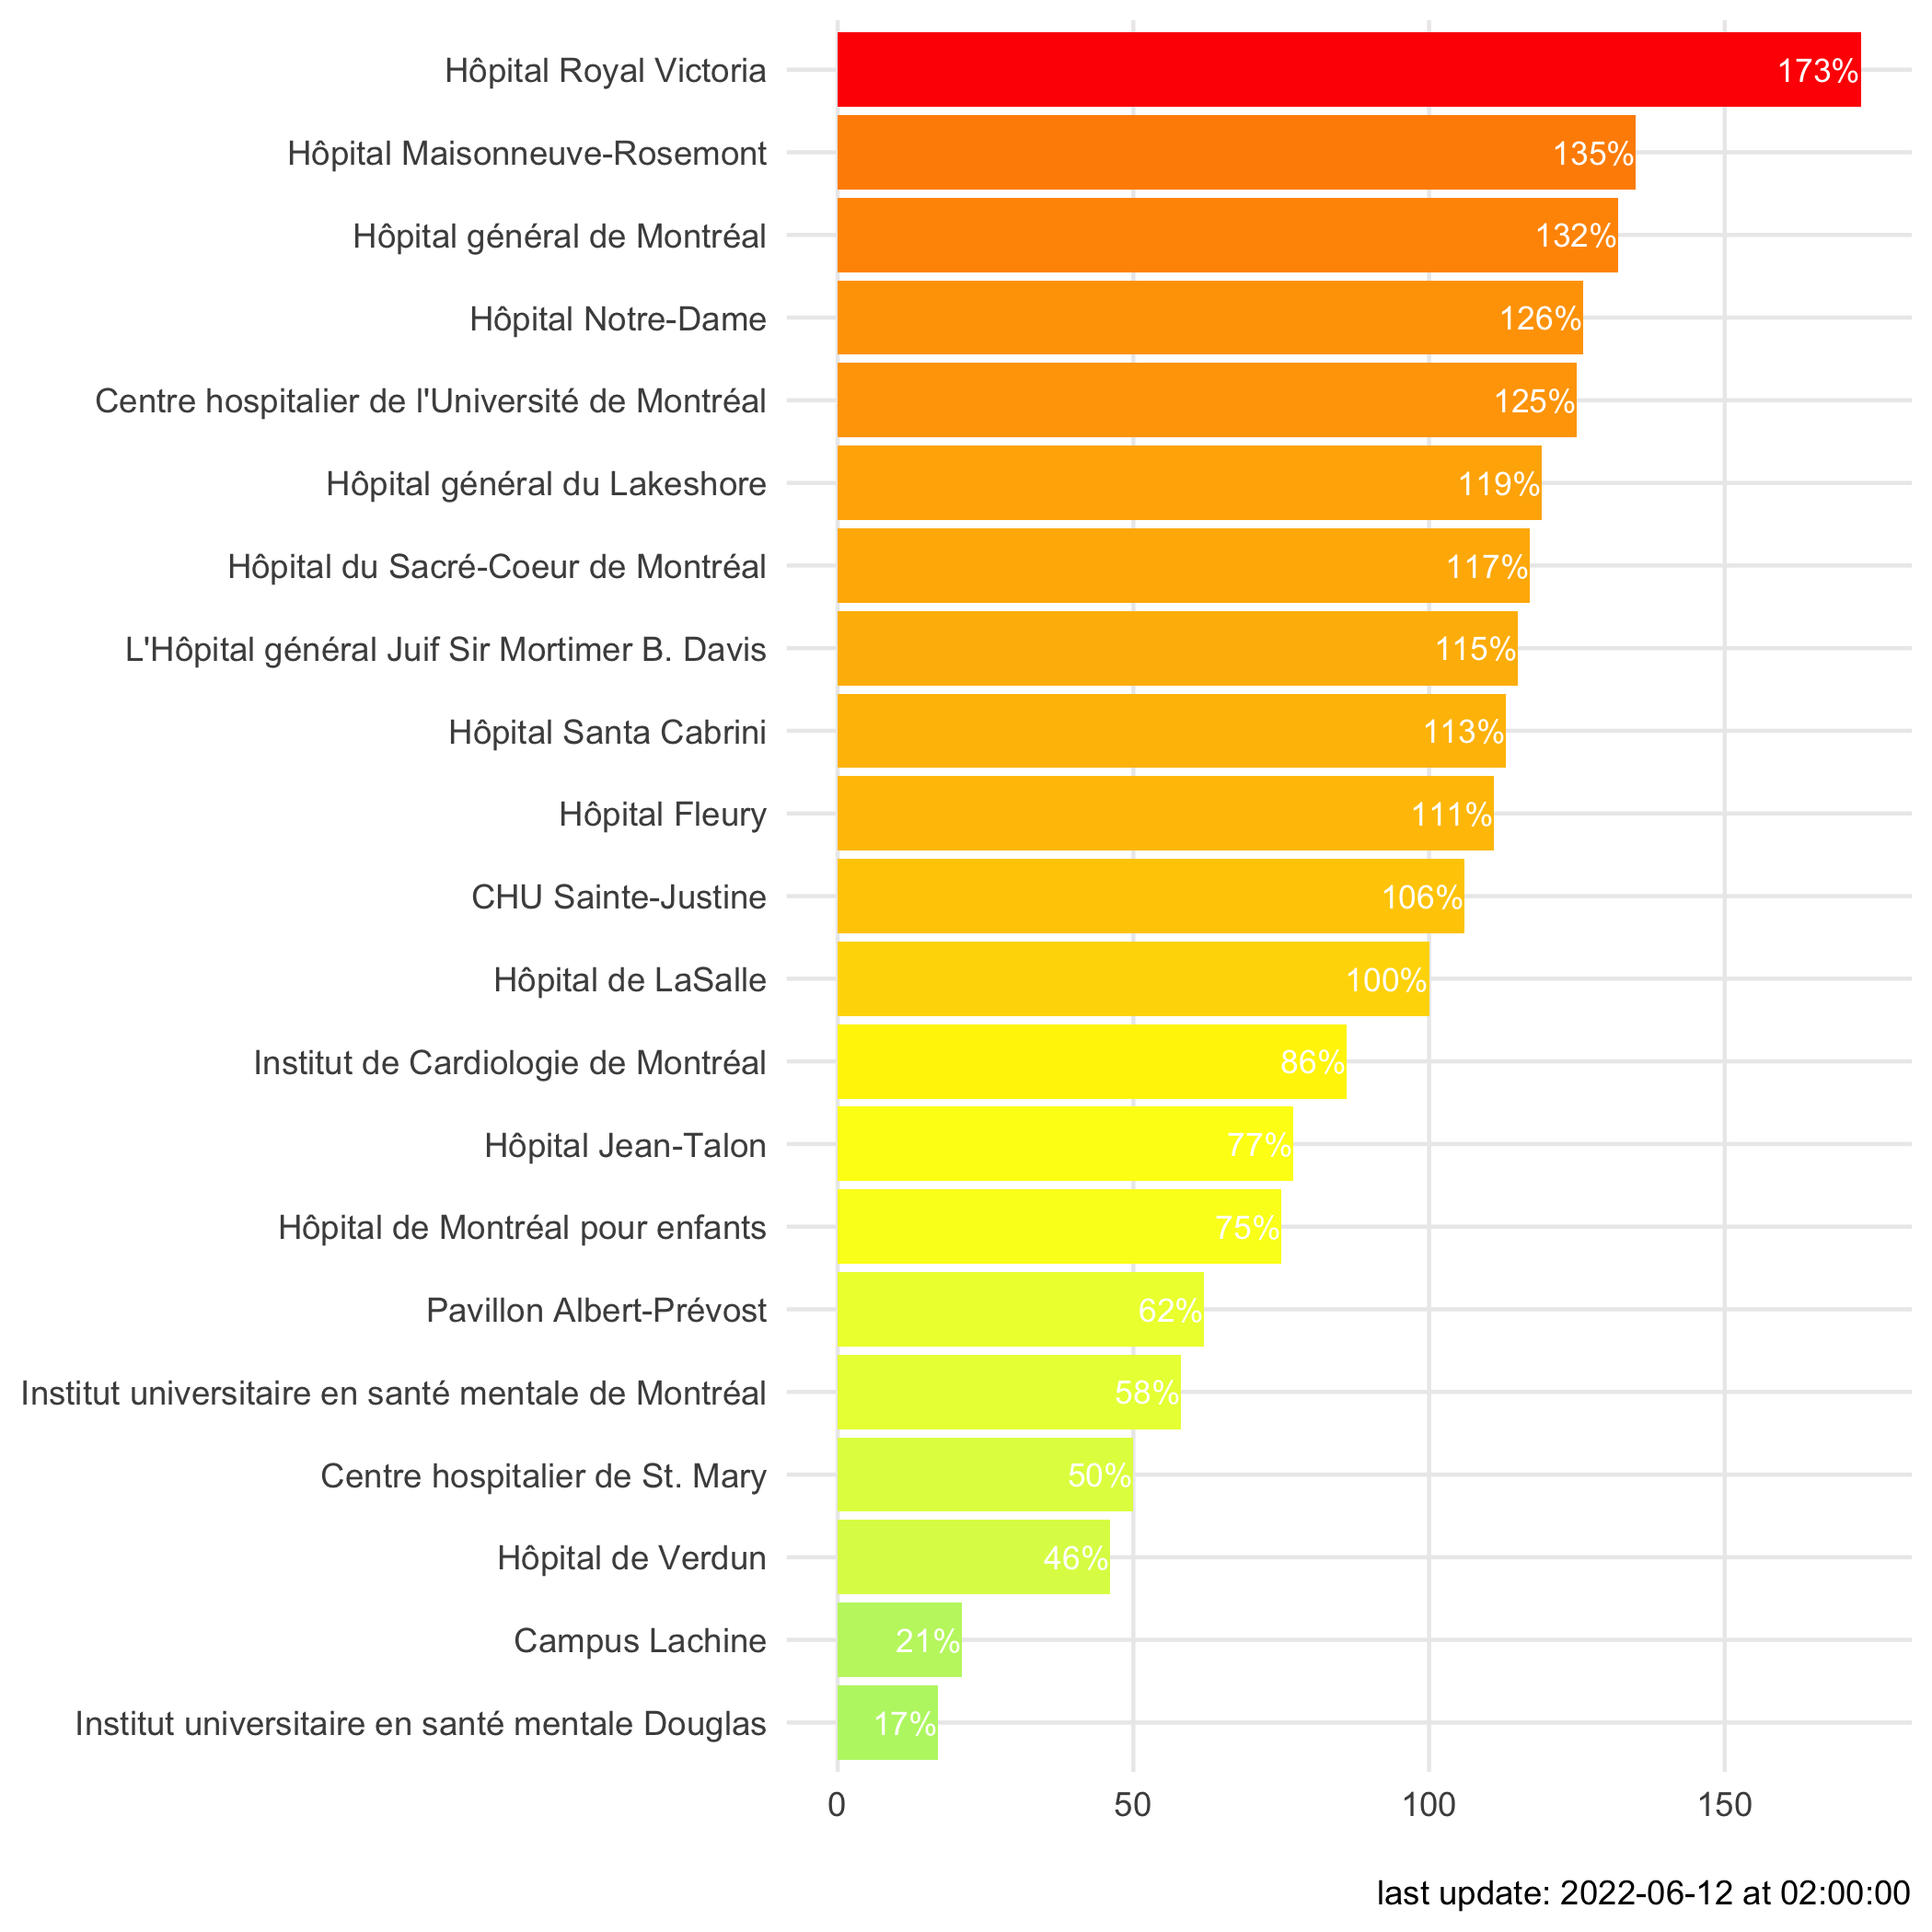 Hôpital Royal Victoria 173%
Hôpital Maisonneuve-Rosemont 135%
Hôpital général de Montréal 132%
Hôpital Notre-Dame 126%
Centre hospitalier de l'Université de Montréal 125%
Hôpital général du Lakeshore 119%
Hôpital du Sacré-Coeur de Montréal 117%
L'Hôpital général Juif Sir Mortimer B. Davis 115%
Hôpital Santa Cabrini 113%
Hôpital Fleury 111%
CHU Sainte-Justine 106%
Hôpital de LaSalle 100%
Institut de Cardiologie de Montréal 86%
Hôpital Jean-Talon 77%
Hôpital de Montréal pour enfants 75%
Pavillon Albert-Prévost 62%
Institut universitaire en santé mentale de Montréal 58%
Centre hospitalier de St. Mary 50%
Hôpital de Verdun 46%
Campus Lachine 21%
Institut universitaire en santé mentale Douglas 17%
0 50 100 150
last update: 2022-06-12 at 02:00:00